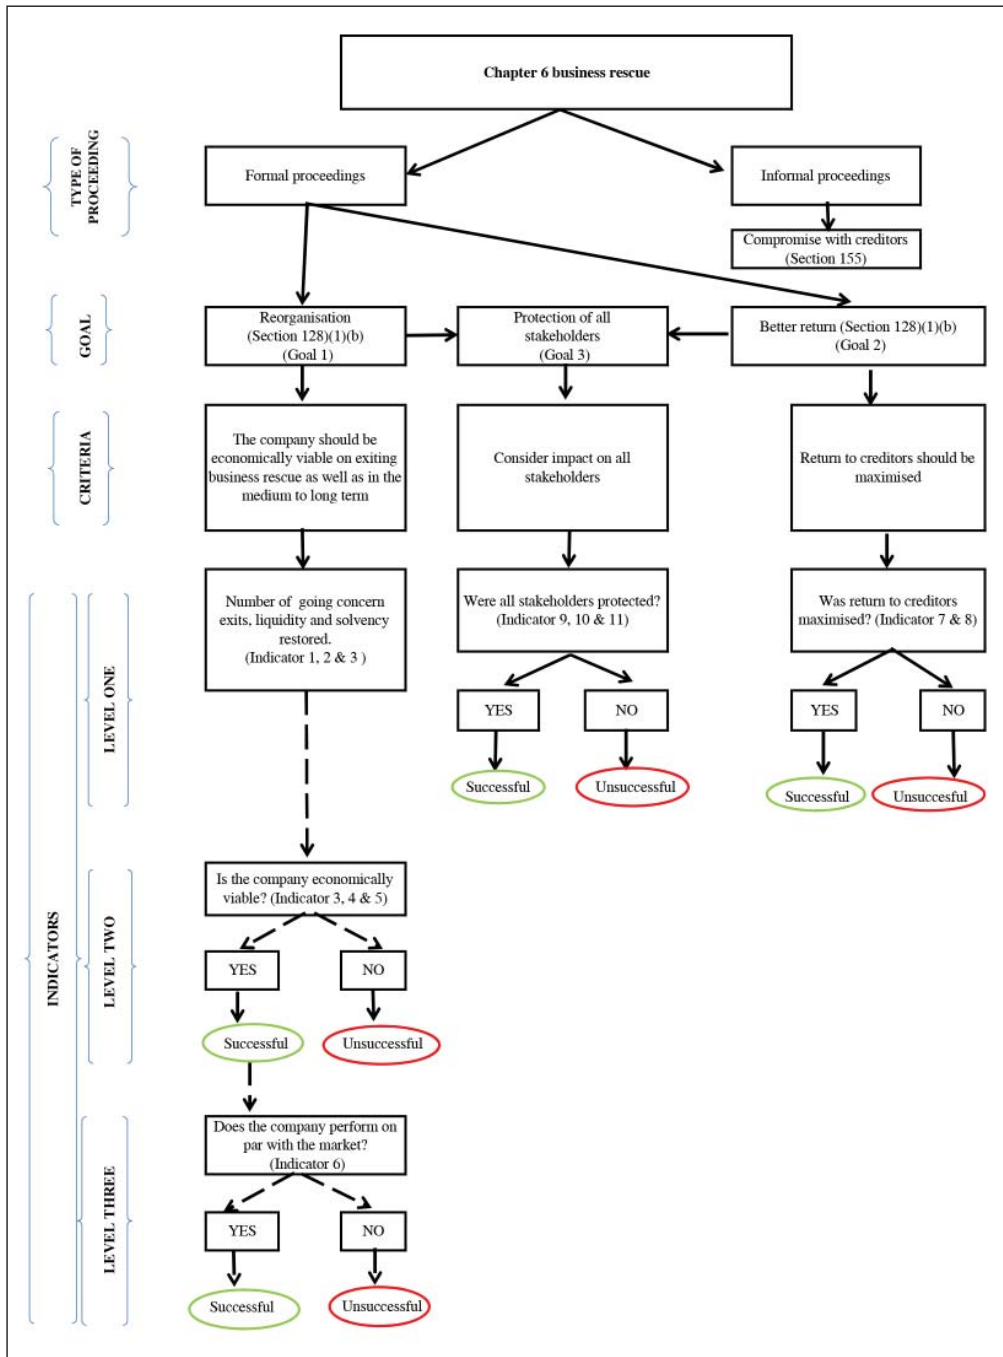 Chapter 6 business rescue
TYPE OF
PROCEEDING
Formal proceedings
Informal proceedings
Compromise with creditors
(Section 155)
GOAL
Reorganisation
(Section 128)(1)(b)
(Goal 1)
Protection of all
stakeholders
(Goal 3)
Better return (Section 128)(1)(b)
(Goal 2)
CRITERIA
The company should be
economically viable on exiting
business rescue as well as in the
medium to long term
Consider impact on all
stakeholders
Return to creditors should be
maximised
INDICATORS
LEVEL ONE
Number of going concern
exits, liquidity and solvency
restored.
(Indicator 1, 2 & 3 )
Were all stakeholders protected?
(Indicator 9, 10 & 11)
Was return to creditors
maximised? (Indicator 7 & 8)
YES
NO
YES
NO
Successful
Unsuccessful
Successful
Unsuccesful
LEVEL TWO
Is the company economically
viable? (Indicator 3, 4 & 5)
YES
NO
Successful
Unsuccessful
LEVEL THREE
Does the company perform on
par with the market?
(Indicator 6)
YES
NO
Successful
Unsuccessful